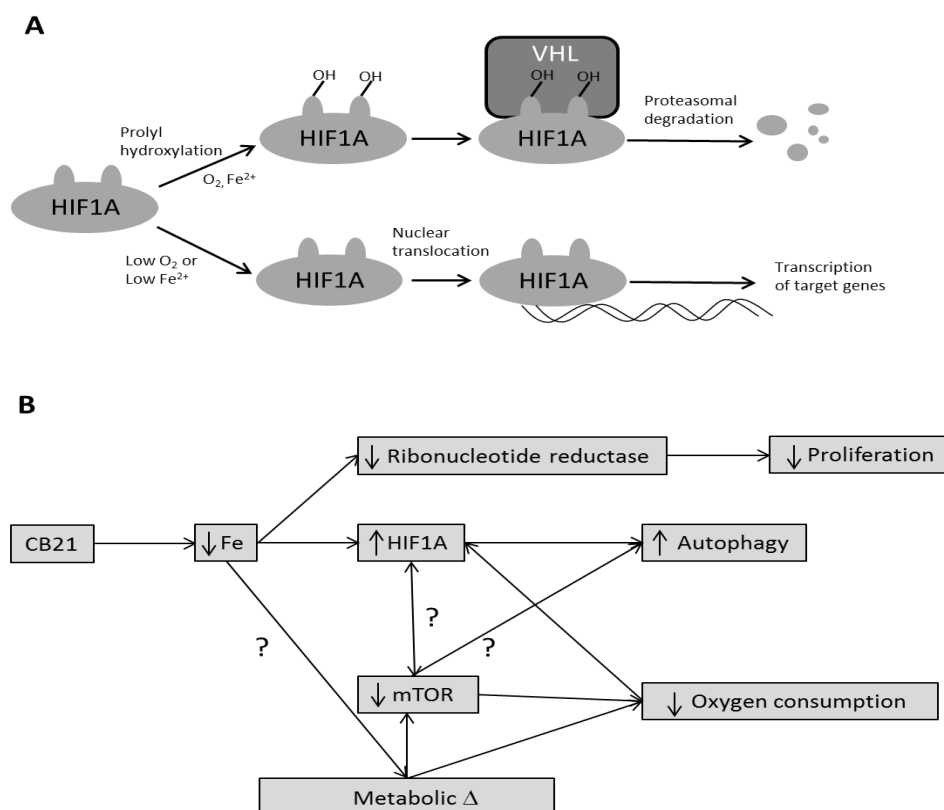 A
VHL
OH OH
OH OH
Proteasomal
degradation
Prolyl
hydroxylation
HIF1A
HIF1A
O₂, Fe²⁺
HIF1A
Nuclear
translocation
Low O₂ or
Low Fe²⁺
HIF1A
HIF1A
Transcription
of target genes
B
↓ Ribonucleotide reductase
↓ Proliferation
CB21
↓ Fe
↑ HIF1A
↑ Autophagy
?
?
?
↓ mTOR
↓ Oxygen consumption
Metabolic Δ